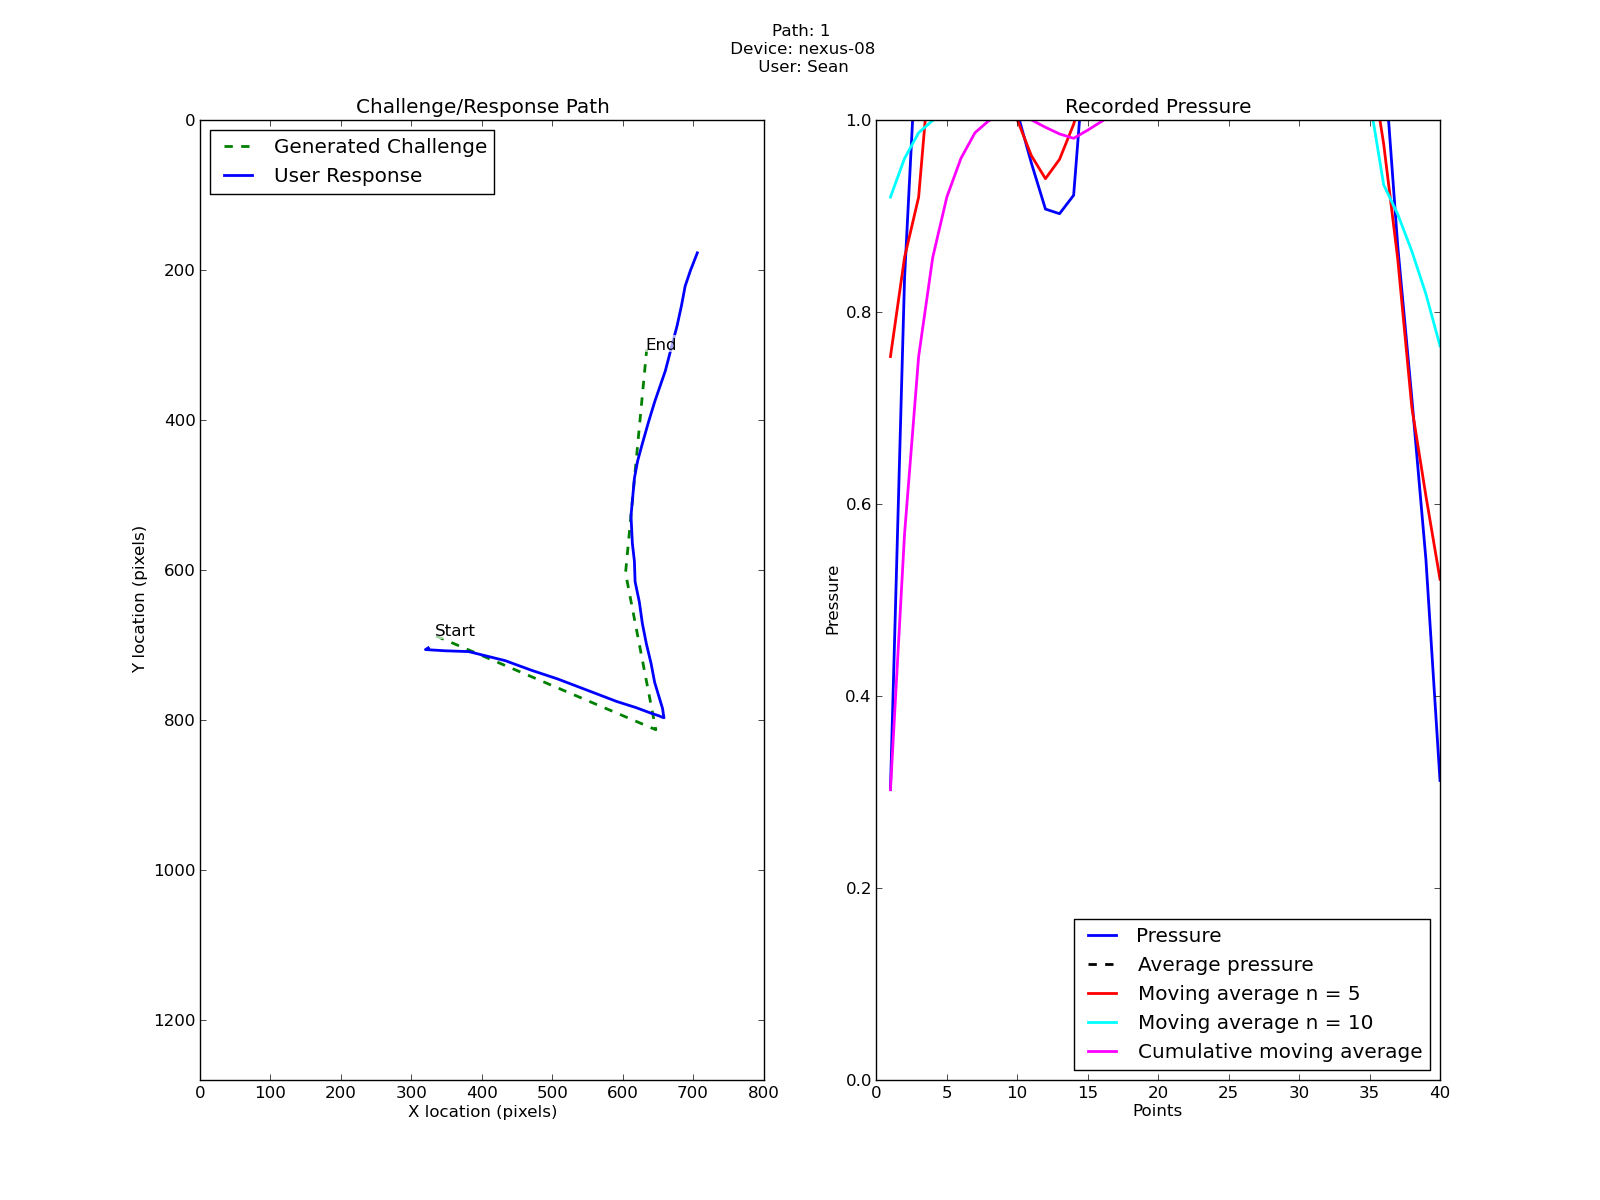 Path: 1
Device: nexus-08
User: Sean
Challenge/Response Path
Generated Challenge
User Response
Y location (pixels)
0
200
400
600
800
1000
1200
End
Start
0 100 200 300 400 500 600 700 800
X location (pixels)
Recorded Pressure
Pressure
1.0
0.8
0.6
0.4
0.2
0.0
Pressure
Average pressure
Moving average n = 5
Moving average n = 10
Cumulative moving average
0 5 10 15 20 25 30 35 40
Points